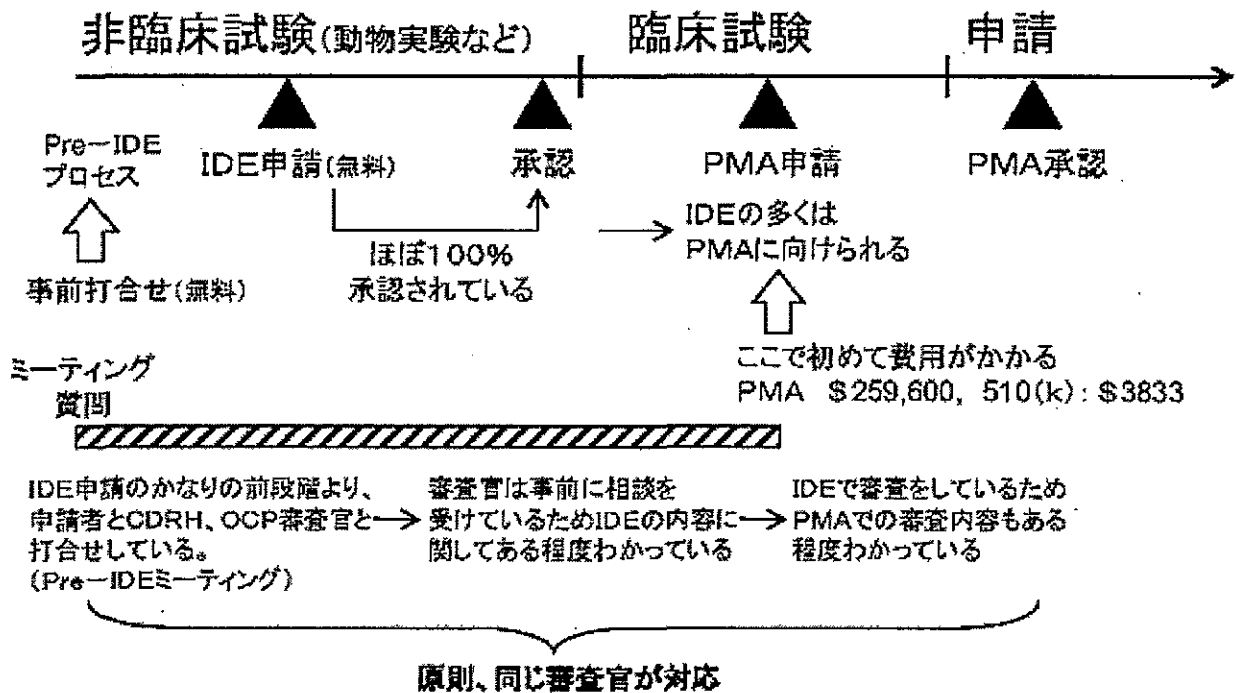 非臨床試験(動物実験など) 臨床試験 申請
Pre－IDE
プロセス
IDE申請(無料)
承認
PMA申請
PMA承認
ほぼ100%
承認されている
IDEの多くは
PMAに向けられる
事前打合せ(無料)
ここで初めて費用がかかる
PMA $259,600, 510(k): $3833
ミーティング
質問
IDE申請のかなりの前段階より、
申請者とCDRH、OCP審査官と
打合せしている。
(Pre－IDEミーティング)
審査官は事前に相談を
受けているためIDEの内容に
関してある程度わかっている
IDEで審査をしているため
PMAでの審査内容もある
程度わかっている
原則、同じ審査官が対応